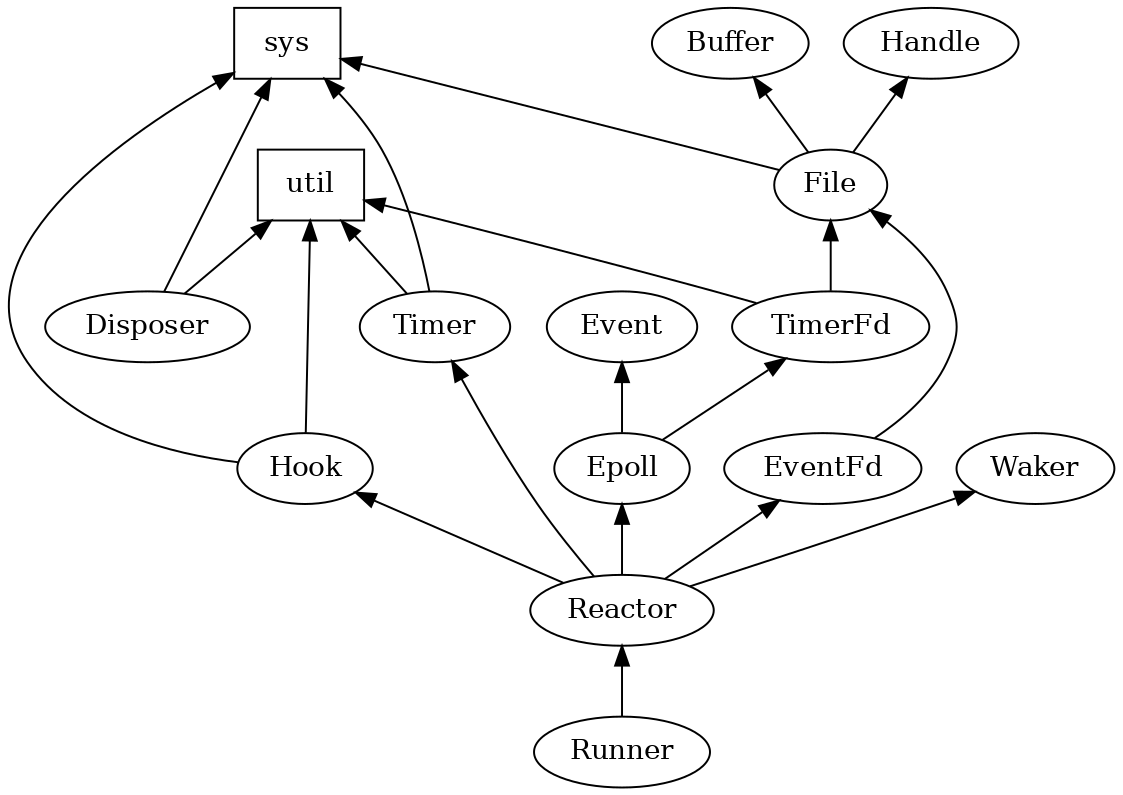 sys
Buffer
Handle
util
File
Disposer
Timer
Event
TimerFd
Hook
Epoll
EventFd
Waker
Reactor
Runner